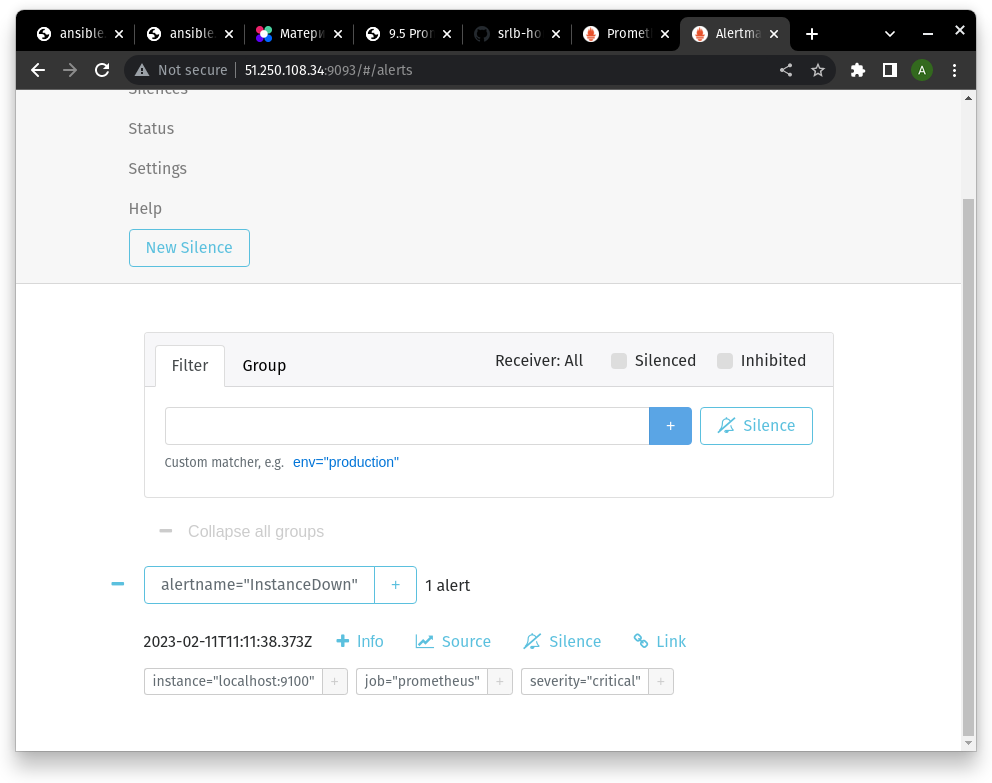 ansible ansible Матери 9.5 Pror srlb-ho Promet Alertma
Not secure 51.250.108.34:9093/#/alerts A
Silences
Status
Settings
Help
New Silence
Filter Group Receiver: All Silenced Inhibited
+ Silence
Custom matcher, e.g. env="production"
Collapse all groups
alertname="InstanceDown" + 1 alert
2023-02-11T11:11:38.373Z Info Source Silence Link
instance="localhost:9100" + job="prometheus" + severity="critical" +